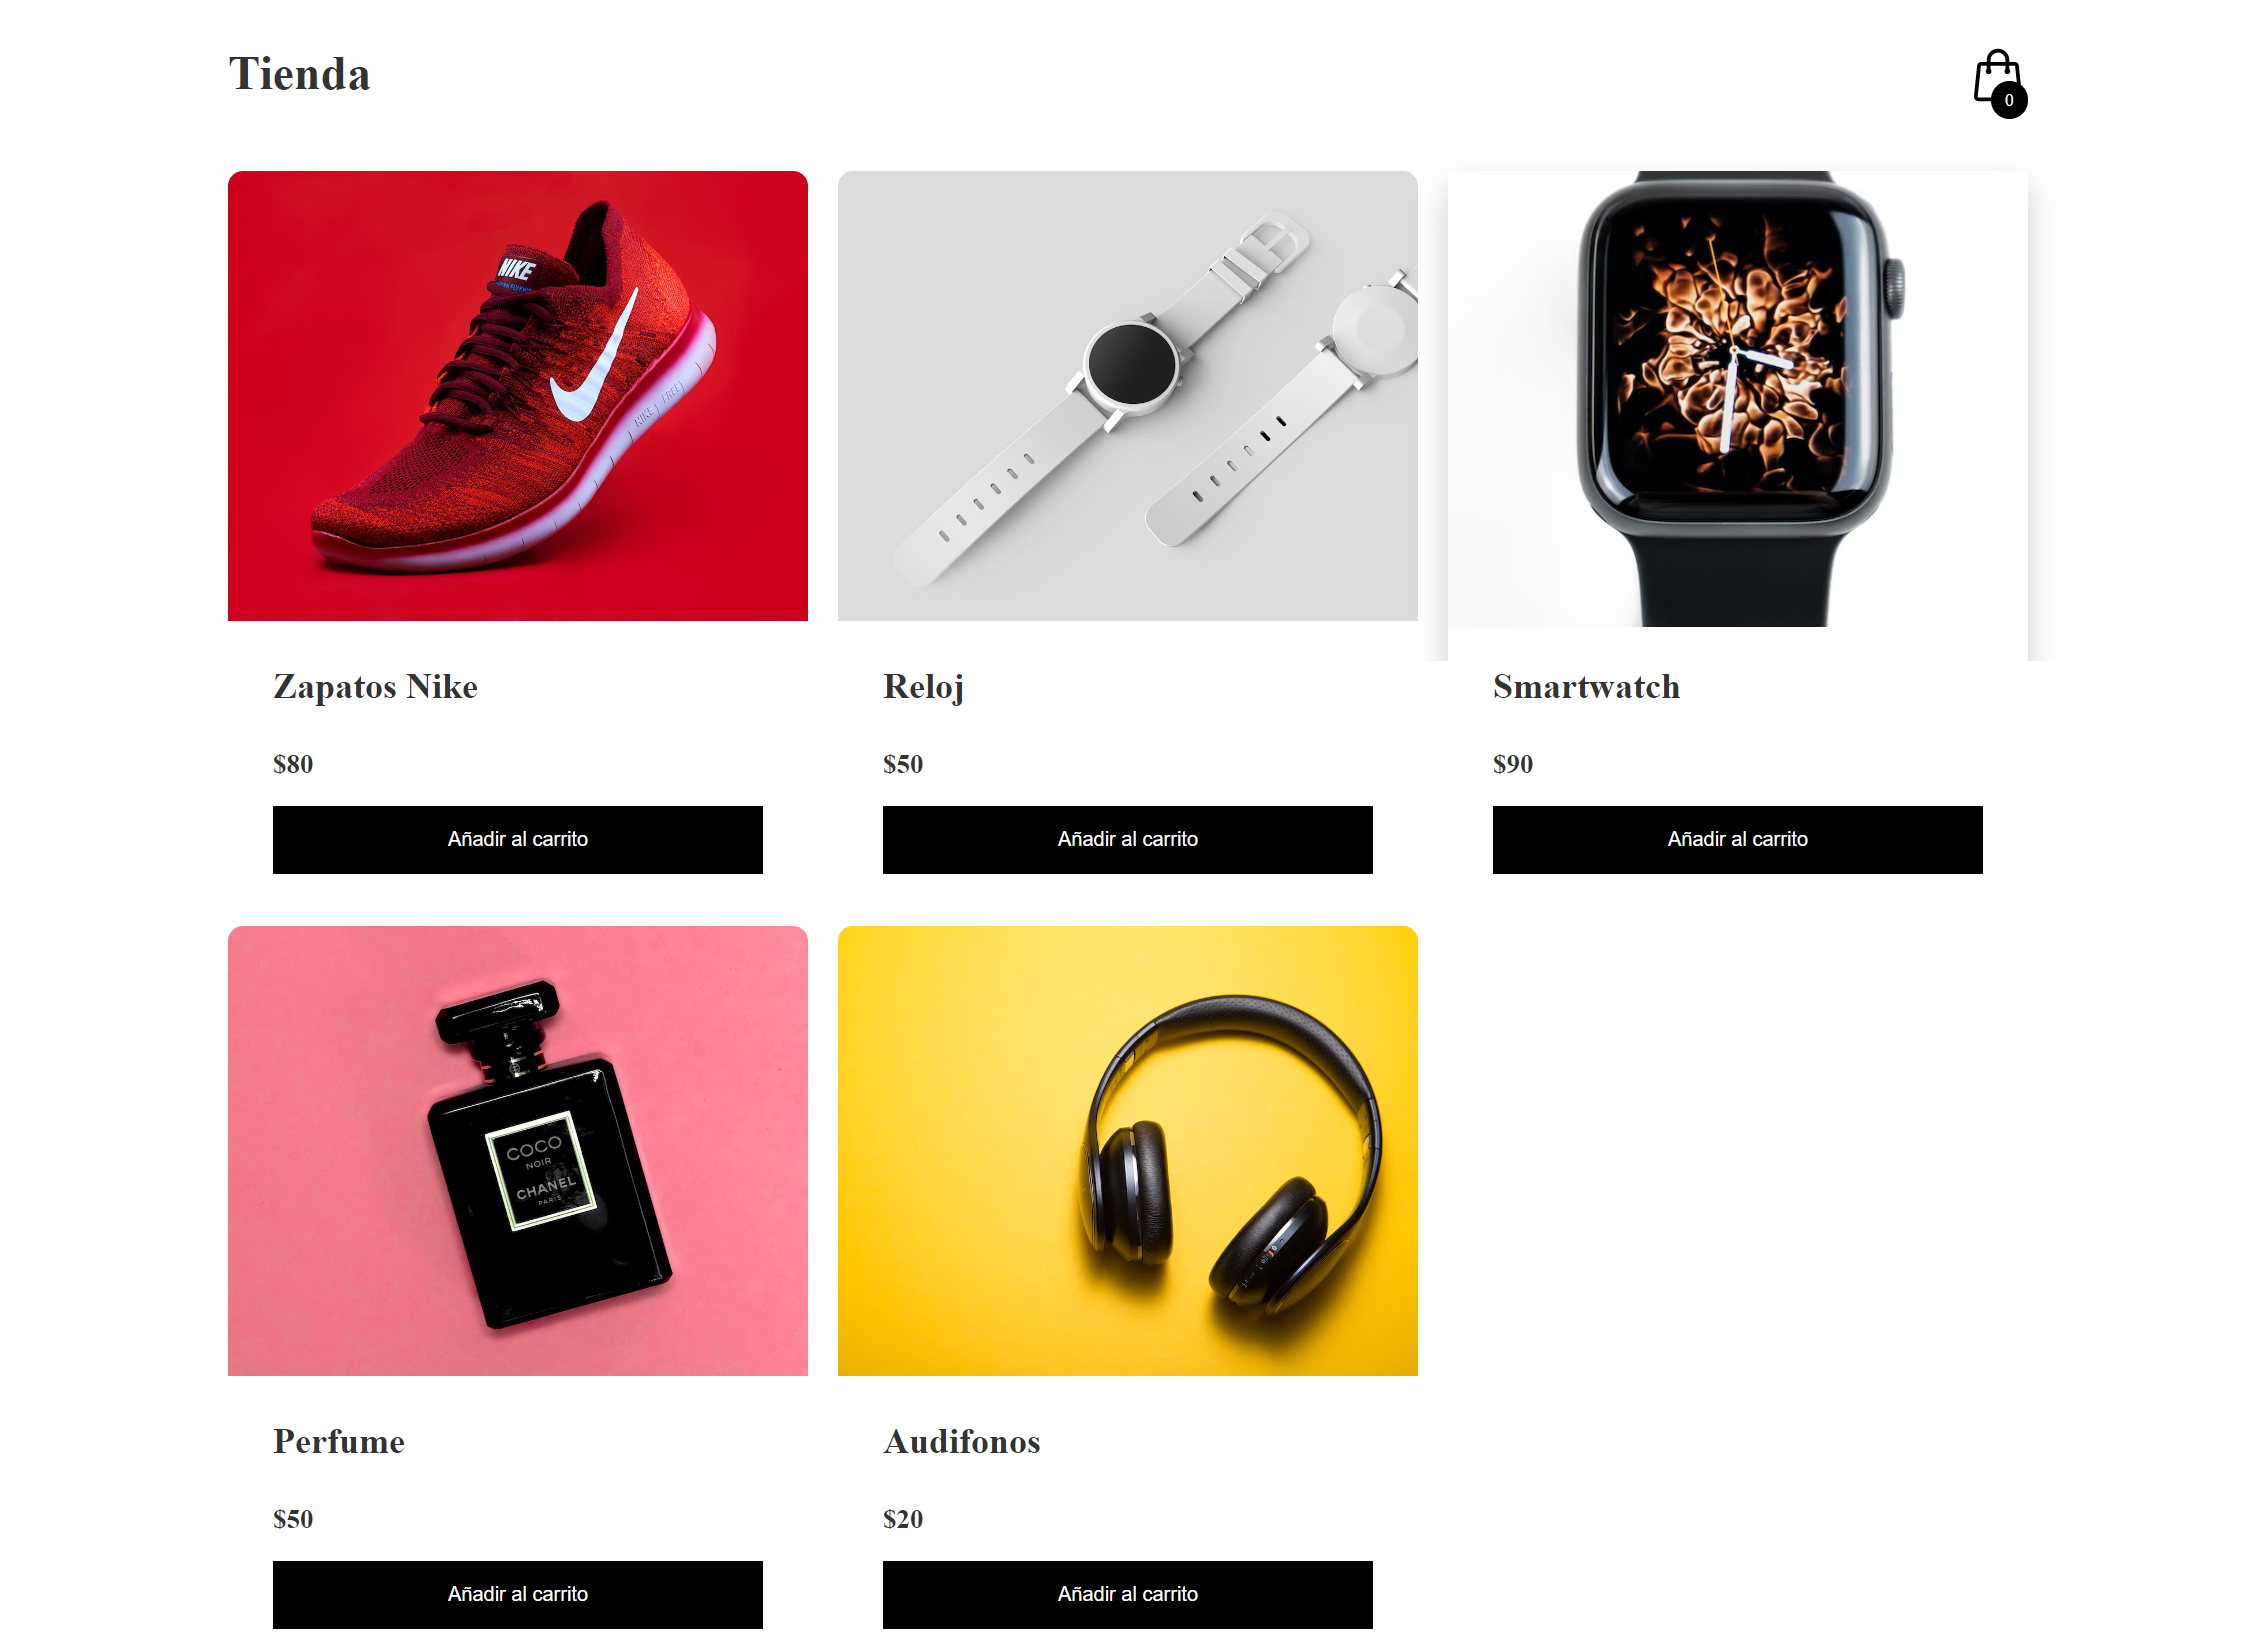 Tienda
0
NIKE
NIKE FREE
Zapatos Nike
$80
Añadir al carrito
Reloj
$50
Añadir al carrito
Smartwatch
$90
Añadir al carrito
COCO
NOIR
CHANEL
PARIS
Perfume
$50
Añadir al carrito
Audifonos
$20
Añadir al carrito